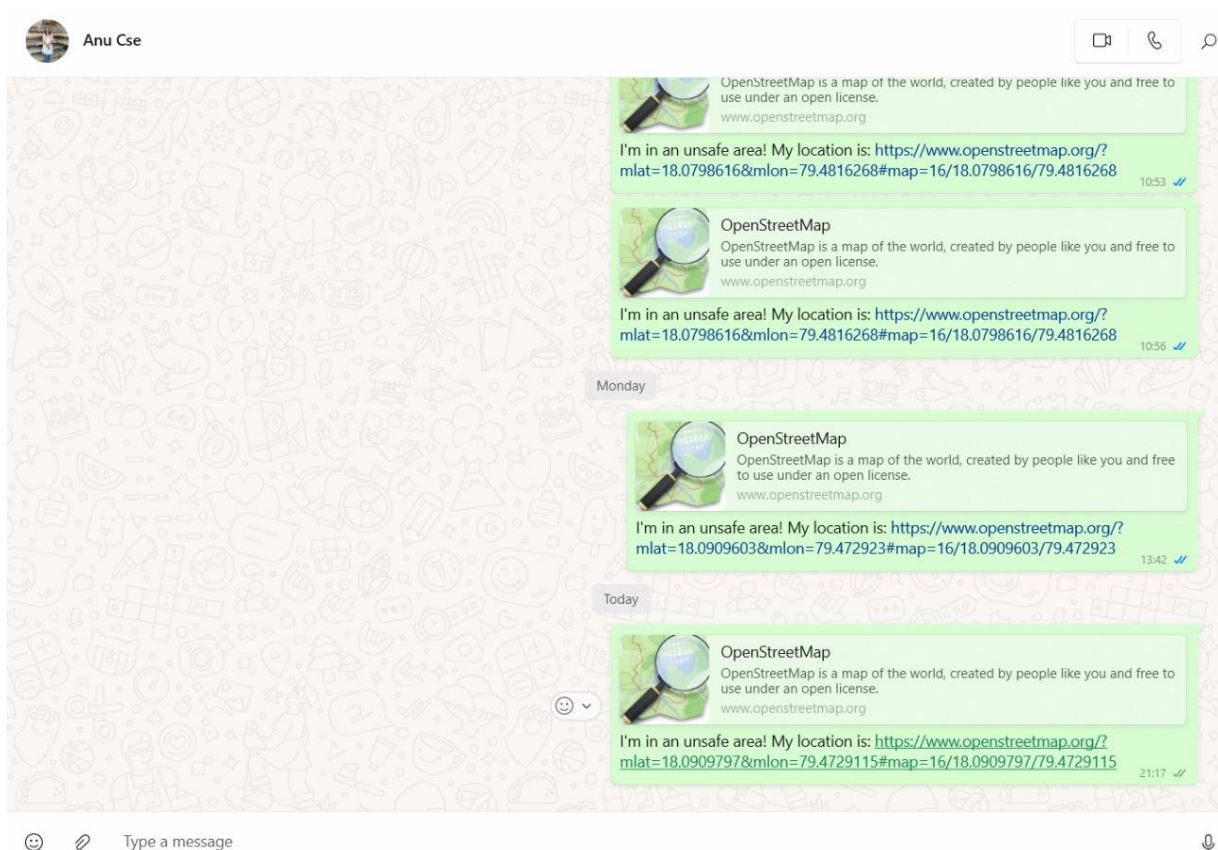 Anu Cse
OpenStreetMap is a map of the world, created by people like you and free to
use under an open license.
www.openstreetmap.org
I'm in an unsafe area! My location is: https://www.openstreetmap.org/?
mlat=18.0798616&mlon=79.4816268#map=16/18.0798616/79.4816268
10:53
OpenStreetMap
OpenStreetMap is a map of the world, created by people like you and free to
use under an open license.
www.openstreetmap.org
I'm in an unsafe area! My location is: https://www.openstreetmap.org/?
mlat=18.0798616&mlon=79.4816268#map=16/18.0798616/79.4816268
10:56
Monday
OpenStreetMap
OpenStreetMap is a map of the world, created by people like you and free
to use under an open license.
www.openstreetmap.org
I'm in an unsafe area! My location is: https://www.openstreetmap.org/?
mlat=18.0909603&mlon=79.472923#map=16/18.0909603/79.472923
13:42
Today
OpenStreetMap
OpenStreetMap is a map of the world, created by people like you and free to
use under an open license.
www.openstreetmap.org
I'm in an unsafe area! My location is: https://www.openstreetmap.org/?
mlat=18.0909797&mlon=79.4729115#map=16/18.0909797/79.4729115
21:17
Type a message